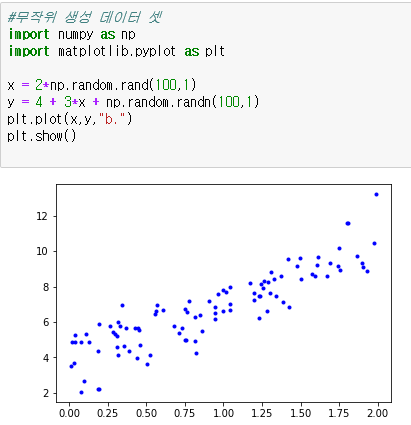 #무작위 생성 데이터 셋
import numpy as np
import matplotlib.pyplot as plt
x = 2*np.random.rand(100,1)
y = 4 + 3*x + np.random.randn(100,1)
plt.plot(x,y,"b.")
plt.show()
12
10
8
6
4
2
0.00 0.25 0.50 0.75 1.00 1.25 1.50 1.75 2.00